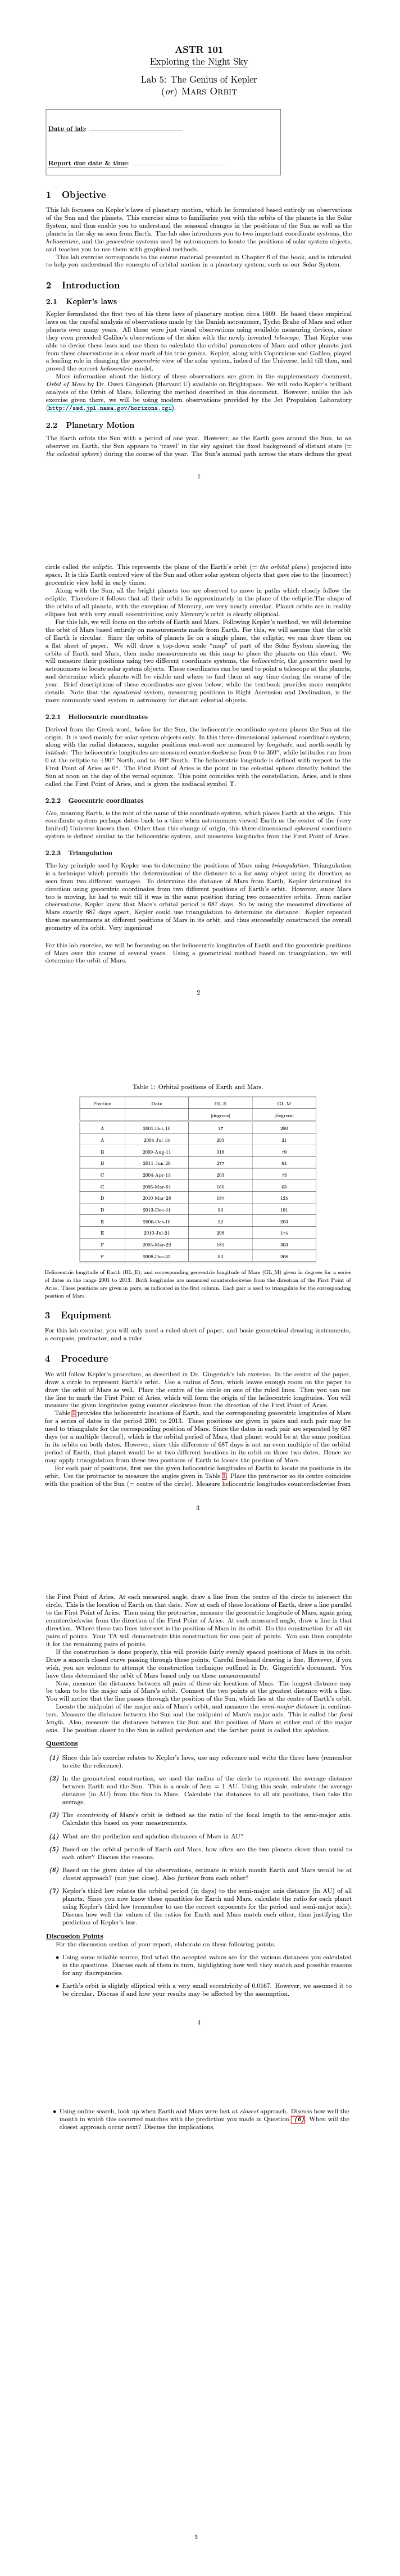 ASTR 101
Exploring the Night Sky
Lab 5: The Genius of Kepler
(or) Mars Orbit
Date of lab:
Report due date & time:
1 Objective
This lab focusses on Kepler's laws of planetary motion, which he formulated based entirely on observations
of the Sun and the planets. This exercise aims to familiarize you with the orbits of the planets in the Solar
System, and thus enable you to understand the seasonal changes in the positions of the Sun as well as the
planets in the sky as seen from Earth. The lab also introduces you to two important coordinate systems, the
heliocentric, and the geocentric systems used by astronomers to locate the positions of solar system objects,
and teaches you to use them with graphical methods.
This lab exercise corresponds to the course material presented in Chapter 6 of the book, and is intended
to help you understand the concepts of orbital motion in a planetary system, such as our Solar System.
2 Introduction
2.1 Kepler's laws
Kepler formulated the first two of his three laws of planetary motion circa 1609. He based these empirical
laws on the careful analysis of observations made by the Danish astronomer, Tycho Brahe of Mars and other
planets over many years. All these were just visual observations using available measuring devices, since
they even preceded Galileo's observations of the skies with the newly invented telescope. That Kepler was
able to devise these laws and use them to calculate the orbital parameters of Mars and other planets just
from these observations is a clear mark of his true genius. Kepler, along with Copernicus and Galileo, played
a leading role in changing the geocentric view of the solar system, held till then, and
proved the correct heliocentric model.
More information about the history of these observations are given in the supplementary document,
Orbit of Mars by Dr. Owen Gingerich (Harvard U) available on Brightspace. We will redo Kepler's brilliant
analysis of the Orbit of Mars, following the method described in this document. However, unlike the lab
exercise given there, we will be using modern observations provided by the Jet Propulsion Laboratory
(http://ssd.jpl.nasa.gov/horizons.cgi).
2.2 Planetary Motion
The Earth orbits the Sun with a period of one year. However, as the Earth goes around the Sun, to an
observer on Earth, the Sun appears to 'travel' in the sky against the fixed background of distant stars (=
the celestial sphere) during the course of the year. The Sun's annual path across the stars defines the great
1
circle called the ecliptic. This represents the plane of the Earth's orbit (= the orbital plane) projected into
space. It is this Earth centred view of the Sun and other solar system objects that gave rise to the (incorrect)
geocentric view held in early times.
Along with the Sun, all the bright planets too are observed to move in paths which closely follow the
ecliptic. Therefore it follows that all their orbits lie approximately in the plane of the ecliptic.The Shape of
the orbits of all planets, with the exception of Mercury, are very nearly circular. Planet orbits are in reality
ellipses but with very small eccentricities; only Mercury's orbit is clearly elliptical.
For this lab, we will focus on the orbits of Earth and Mars. Following Kepler's method, we will determine
the orbit of Mars based entirely on measurements made from Earth. For this, we will assume that the orbit
of Earth is circular. Since the orbits of planets lie on a single plane, the ecliptic, we can draw them on
a flat sheet of paper. We will draw a top-down scale "map" of part of the Solar System showing the
orbits of Earth and Mars, then make measurements on this map to place the planets on this chart. We
will measure their positions using two different coordinate systems, the heliocentric, the geocentric used by
astronomers to locate solar system objects. These coordinates can be used to point a telescope at the planets,
and determine which planets will be visible and where to find them at any time during the course of the
year. Brief descriptions of these coordinates are given below, while the textbook provides more complete
details. Note that the equatorial system, measuring positions in Right Ascension and Declination, is the
more commonly used system in astronomy for distant celestial objects.
2.2.1 Heliocentric coordinates
Derived from the Greek word, helios for the Sun, the heliocentric coordinate system places the Sun at the
origin. It is used mainly for solar system objects only. In this three-dimensional spherical coordinate system,
along with the radial distances, angular positions east-west are measured by longitude, and north-south by
latitude. The heliocentric longitudes are measured counterclockwise from 0 to 360°, while latitudes run from
0 at the ecliptic to +90° North, and to -90° South. The heliocentric longitude is defined with respect to the
First Point of Aries as 0°. The First Point of Aries is the point in the celestial sphere directly behind the
Sun at noon on the day of the vernal equinox. This point coincides with the constellation, Aries, and is thus
called the First Point of Aries, and is given the zodiacal symbol ♈.
2.2.2 Geocentric coordinates
Geo, meaning Earth, is the root of the name of this coordinate system, which places Earth at the origin. This
coordinate system perhaps dates back to a time when astronomers viewed Earth as the center of the (very
limited) Universe known then. Other than this change of origin, this three-dimensional spherical coordinate
system is defined similar to the heliocentric system, and measures longitudes from the First Point of Aries.
2.2.3 Triangulation
The key principle used by Kepler was to determine the positions of Mars using triangulation. Triangulation
is a technique which permits the determination of the distance to a far away object using its direction as
seen from two different vantages. To determine the distance of Mars from Earth, Kepler determined its
direction using geocentric coordinates from two different positions of Earth's orbit. However, since Mars
too is moving, he had to wait till it was in the same position during two consecutive orbits. From earlier
observations, Kepler knew that Mars's orbital period is 687 days. So by using the measured directions of
Mars exactly 687 days apart, Kepler could use triangulation to determine its distance. Kepler repeated
these measurements at different positions of Mars in its orbit, and thus successfully constructed the overall
geometry of its orbit. Very ingenious!
For this lab exercise, we will be focussing on the heliocentric longitudes of Earth and the geocentric positions
of Mars over the course of several years. Using a geometrical method based on triangulation, we will
determine the orbit of Mars.
2
Table 1: Orbital positions of Earth and Mars.
Position Date HL_E GL_M
[degrees] [degrees]
A 2001-Oct.10 17 290
A 2005-Jul-15 293 21
B 2009-Aug-11 318 79
B 2011-Jun-29 277 64
C 2004-Apr-13 203 73
C 2006-Mar-01 160 63
D 2010-Mar-28 187 125
D 2013-Dec-31 99 191
E 2006-Oct-16 22 205
E 2010-Jul-21 298 175
F 2005-Mar-22 181 303
F 2008-Dec-25 93 268
Heliocentric longitude of Earth (HL_E), and corresponding geocentric longitude of Mars (GL_M) given in degrees for a series
of dates in the range 2001 to 2013. Both longitudes are measured counterclockwise from the direction of the First Point of
Aries. These positions are given in pairs, as indicated in the first column. Each pair is used to triangulate for the corresponding
position of Mars.
3 Equipment
For this lab exercise, you will only need a ruled sheet of paper, and basic geometrical drawing instruments,
a compass, protractor, and a ruler.
4 Procedure
We will follow Kepler's procedure, as described in Dr. Gingerich's lab exercise. In the centre of the paper,
draw a circle to represent Earth's orbit. Use a radius of 5cm, which leaves enough room on the paper to
draw the orbit of Mars as well. Place the centre of the circle on one of the ruled lines. Then you can use
the line to mark the First Point of Aries, which will form the origin of the heliocentric longitudes. You will
measure the given longitudes going counter clockwise from the direction of the First Point of Aries.
Table 1 provides the heliocentric locations of Earth, and the corresponding geocentric longitudes of Mars
for a series of dates in the period 2001 to 2013. These positions are given in pairs and each pair may be
used to triangulate for the corresponding position of Mars. Since the dates in each pair are separated by 687
days (or a multiple thereof), which is the orbital period of Mars, that planet would be at the same position
in its orbits on both dates. However, since this difference of 687 days is not an even multiple of the orbital
period of Earth, that planet would be at two different locations in its orbit on those two dates. Hence we
may apply triangulation from these two positions of Earth to locate the position of Mars.
For each pair of positions, first use the given heliocentric longitudes of Earth to locate its positions in its
orbit. Use the protractor to measure the angles given in Table 1. Place the protractor so its centre coincides
with the position of the Sun (= centre of the circle). Measure heliocentric longitudes counterclockwise from
3
the First Point of Aries. At each measured angle, draw a line from the centre of the circle to intersect the
circle. This is the location of Earth on that date. Now at each of these locations of Earth, draw a line parallel
to the First Point of Aries. Then using the protractor, measure the geocentric longitude of Mars, again going
counterclockwise from the direction of the First Point of Aries. At each measured angle, draw a line in that
direction. Where these two lines intersect is the position of Mars in its orbit. Do this construction for all six
pairs of points. Your TA will demonstrate this construction for one pair of points. You can then complete
it for the remaining pairs of points.
If the construction is done properly, this will provide fairly evenly spaced positions of Mars in its orbit.
Draw a smooth closed curve passing through these points. Careful freehand drawing is fine. However, if you
wish, you are welcome to attempt the construction technique outlined in Dr. Gingerich's document. You
have thus determined the orbit of Mars based only on these measurements!
Now, measure the distance between all pairs of these six locations of Mars. The longest distance may
be taken to be the major axis of Mars's orbit. Connect the two points at the greatest distance with a line.
You will notice that the line passes through the position of the Sun, which lies at the centre of Earth's orbit.
Locate the midpoint of the major axis of Mars's orbit, and measure the semi-major distance in centime-
ters. Measure the distance between the Sun and the midpoint of Mars's major axis. This is called the focal
length. Also, measure the distance between the Sun and the position of Mars at either end of the major
axis. The position closer to the Sun is called perihelion and the farther point is called the aphelion.
Questions
(1) Since this lab exercise relates to Kepler's laws, use any reference and write the three laws (remember
to cite the reference).
(2) In the geometrical construction, we used the radius of the circle to represent the average distance
between Earth and the Sun. This is a scale of 5cm = 1 AU. Using this scale, calculate the average
distance (in AU) from the Sun to Mars. Calculate the distances to all six positions, then take the
average.
(3) The eccentricity of Mars's orbit is defined as the ratio of the focal length to the semi-major axis.
Calculate this based on your measurements.
(4) What are the perihelion and aphelion distances of Mars in AU?
(5) Based on the orbital periods of Earth and Mars, how often are the two planets closer than usual to
each other? Discuss the reasons.
(6) Based on the given dates of the observations, estimate in which month Earth and Mars would be at
closest approach? (not just close). Also farthest from each other?
(7) Kepler's third law relates the orbital period (in days) to the semi-major axis distance (in AU) of all
planets. Since you now know these quantities for Earth and Mars, calculate the ratio for each planet
using Kepler's third law (remember to use the correct exponents for the period and semi-major axis).
Discuss how well the values of the ratios for Earth and Mars match each other, thus justifying the
prediction of Kepler's law.
Discussion Points
For the discussion section of your report, elaborate on these following points.
• Using some reliable source, find what the accepted values are for the various distances you calculated
in the questions. Discuss each of them in turn, highlighting how well they match and possible reasons
for any discrepancies.
• Earth's orbit is slightly elliptical with a very small eccentricity of 0.0167. However, we assumed it to
be circular. Discuss if and how your results may be affected by the assumption.
4
• Using online search, look up when Earth and Mars were last at closest approach. Discuss how well the
month in which this occurred matches with the prediction you made in Question (6). When will the
closest approach occur next? Discuss the implications.
5